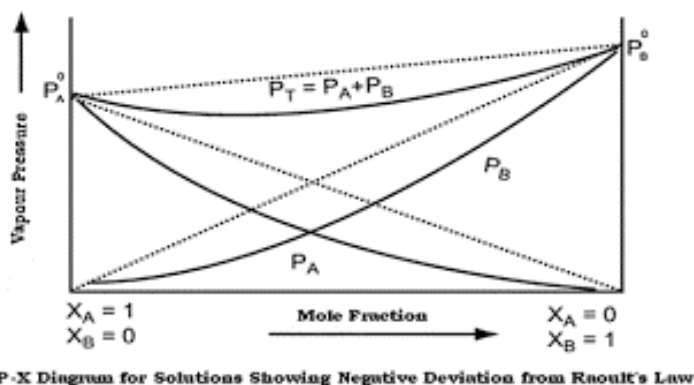 P°A
P°B
PT = PA+PB
Vapour Pressure
PB
PA
XA = 1
XB = 0
Mole Fraction
XA = 0
XB = 1
P-X Diagram for Solutions Showing Negative Deviation from Raoult's Law